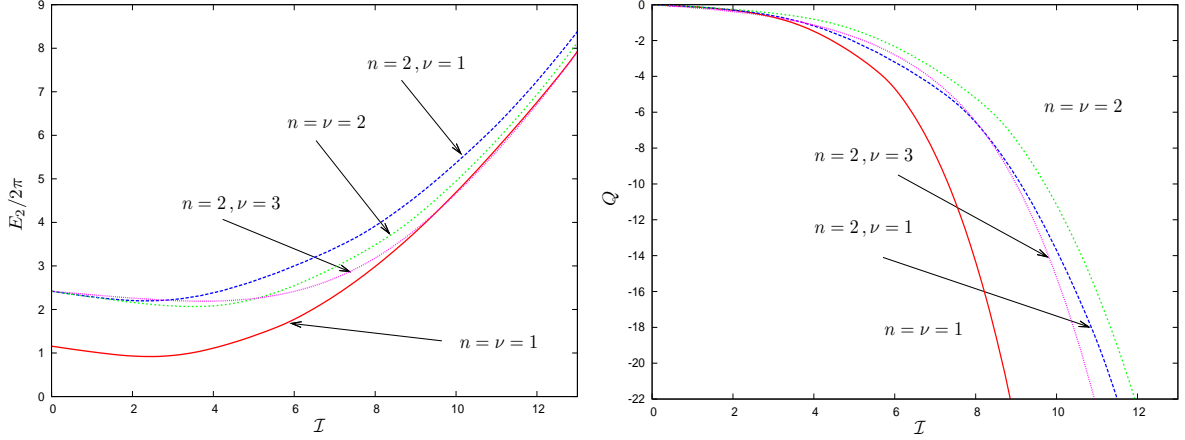 9
8
7
6
5
4
3
2
1
0
E₂/2π
n = 2, ν = 1
n = ν = 2
n = 2, ν = 3
n = ν = 1
0 2 4 6 8 10 12
ℐ
0
-2
-4
-6
-8
-10
-12
-14
-16
-18
-20
-22
Q
n = ν = 2
n = 2, ν = 3
n = 2, ν = 1
n = ν = 1
0 2 4 6 8 10 12
ℐ